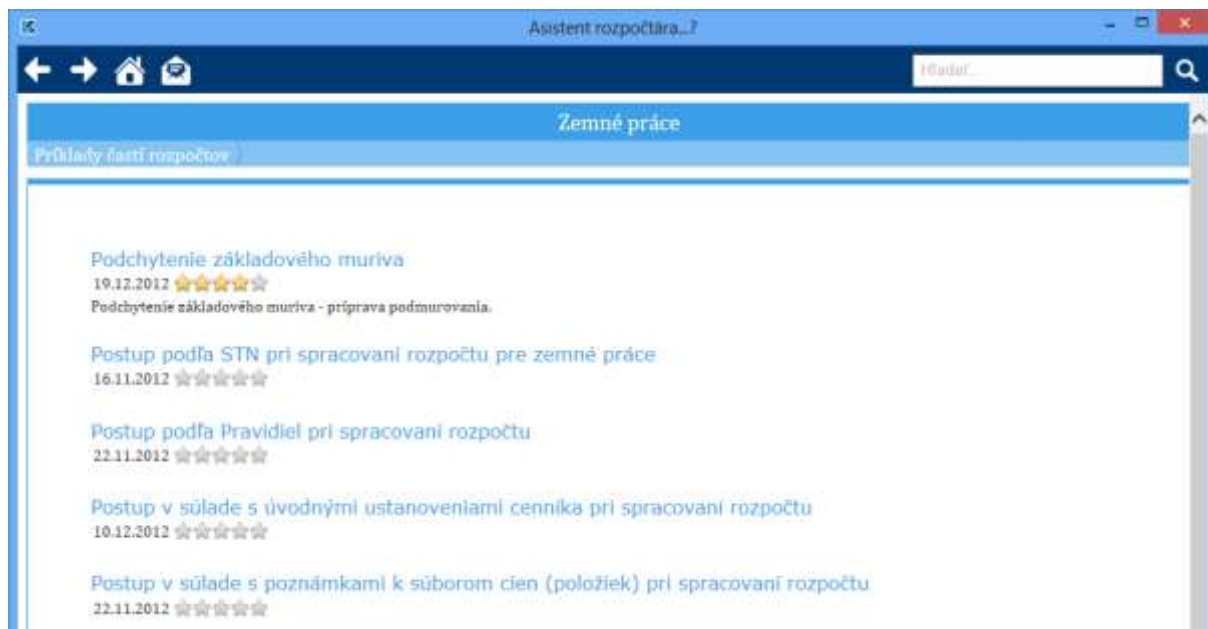 Asistent rozpočtára...?
Hľadať...
Zemné práce
Príklady častí rozpočtov
Podchytenie základového muriva
19.12.2012
Podchytenie základového muriva - príprava podmurovania.
Postup podľa STN pri spracovaní rozpočtu pre zemné práce
16.11.2012
Postup podľa Pravidiel pri spracovaní rozpočtu
22.11.2012
Postup v súlade s úvodnými ustanoveniami cenníka pri spracovaní rozpočtu
10.12.2012
Postup v súlade s poznámkami k súborom cien (položiek) pri spracovaní rozpočtu
22.11.2012